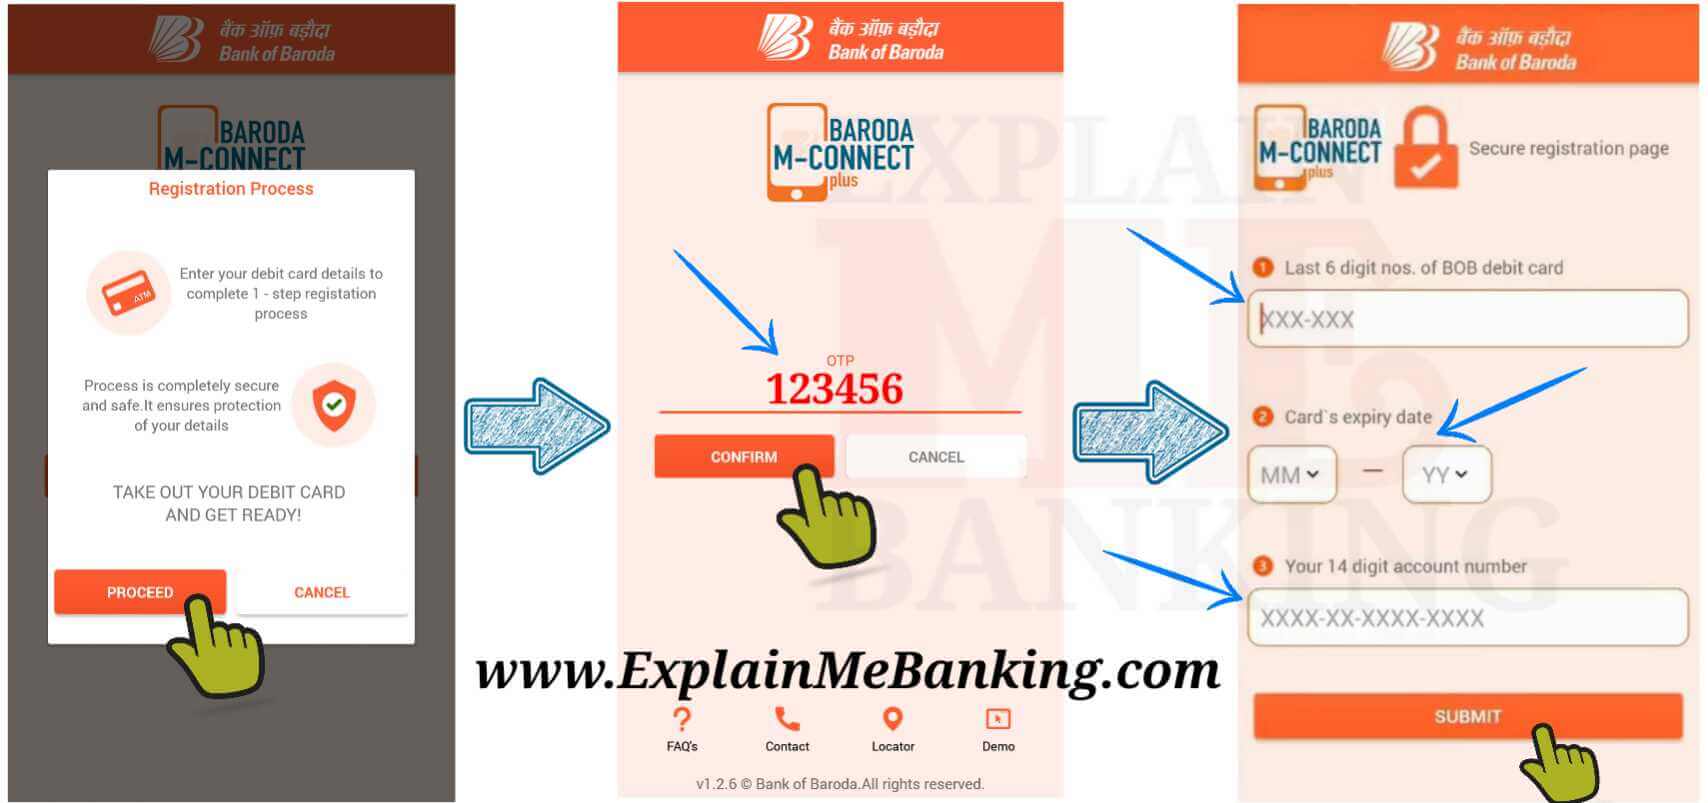 बैंक ऑफ़ बड़ौदा
Bank of Baroda
BARODA
M-CONNECT
Registration Process
ATM
Enter your debit card details to
complete 1 - step registation
process
Process is completely secure
and safe.It ensures protection
of your details
TAKE OUT YOUR DEBIT CARD
AND GET READY!
PROCEED
CANCEL
बैंक ऑफ़ बड़ौदा
Bank of Baroda
BARODA
M-CONNECT
plus
OTP
123456
CONFIRM
CANCEL
FAQ's
Contact
Locator
Demo
v1.2.6 © Bank of Baroda.All rights reserved.
बैंक ऑफ़ बड़ौदा
Bank of Baroda
BARODA
M-CONNECT
plus
Secure registration page
1 Last 6 digit nos. of BOB debit card
XXX-XXX
2 Card`s expiry date
MM — YY
3 Your 14 digit account number
XXXX-XX-XXXX-XXXX
SUBMIT
EXPLAIN
ME
BANKING
www.ExplainMeBanking.com